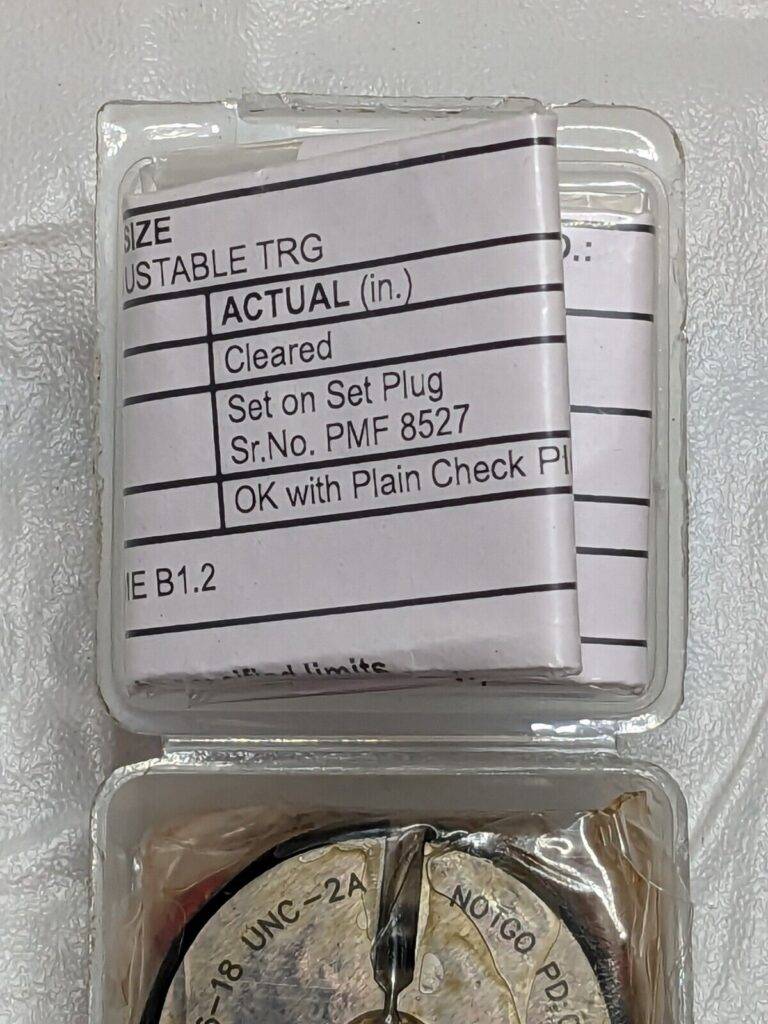 SIZE
USTABLE TRG
ACTUAL (in.)
Cleared
Set on Set Plug
Sr.No. PMF 8527
OK with Plain Check Pl
B1.2
limits
-18 UNC-2A
NOTGO PD: